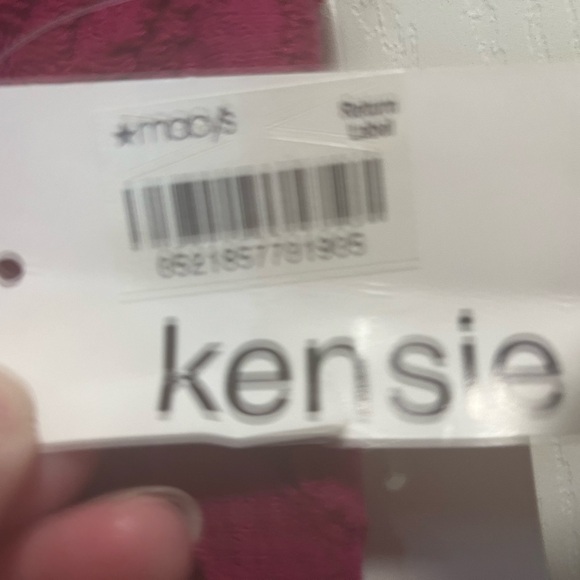 ★macy's
Return
Label
kensie